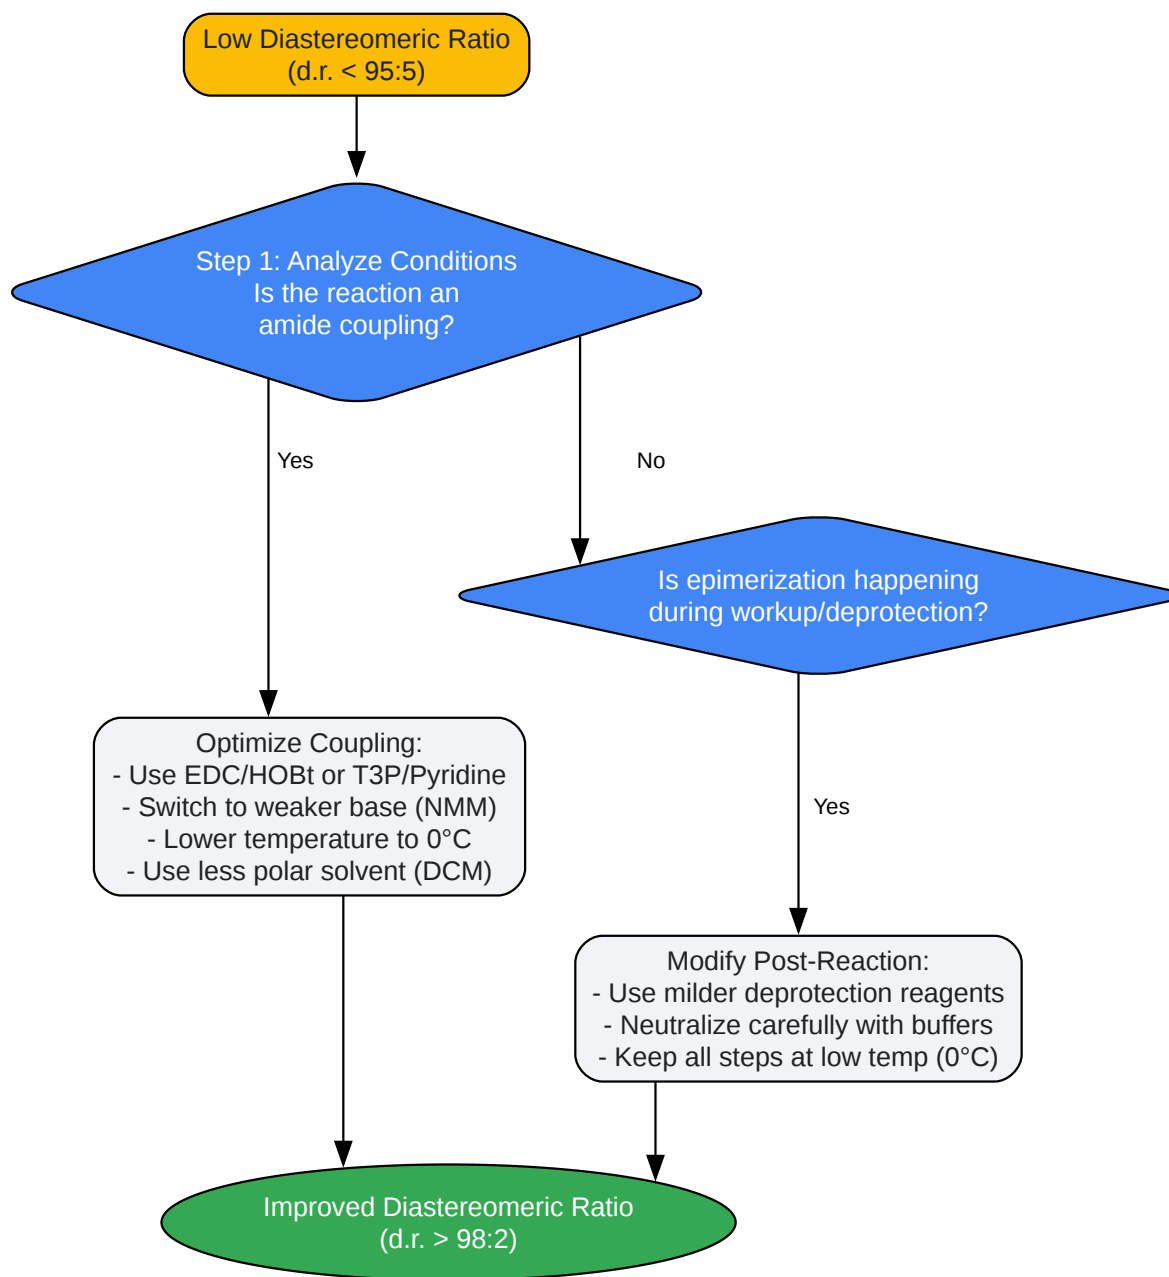 Low Diastereomeric Ratio
(d.r. < 95:5)
Step 1: Analyze Conditions
Is the reaction an
amide coupling?
Yes
No
Is epimerization happening
during workup/deprotection?
Optimize Coupling:
- Use EDC/HOBt or T3P/Pyridine
- Switch to weaker base (NMM)
- Lower temperature to 0°C
- Use less polar solvent (DCM)
Yes
Modify Post-Reaction:
- Use milder deprotection reagents
- Neutralize carefully with buffers
- Keep all steps at low temp (0°C)
Improved Diastereomeric Ratio
(d.r. > 98:2)